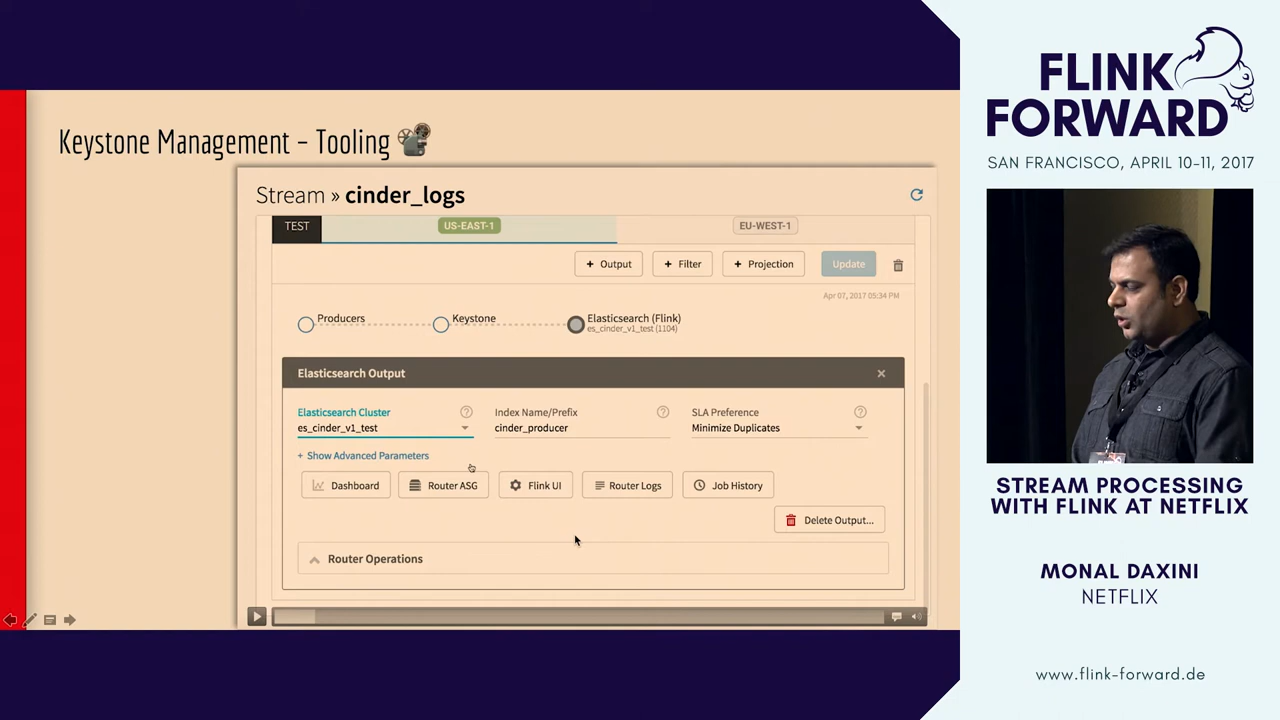 Keystone Management - Tooling
Stream » cinder_logs
TEST
US-EAST-1
EU-WEST-1
+ Output
+ Filter
+ Projection
Update
Apr 07, 2017 05:34 PM
Producers
Keystone
Elasticsearch (Flink)
es_cinder_v1_test (1104)
Elasticsearch Output
Elasticsearch Cluster
es_cinder_v1_test
Index Name/Prefix
cinder_producer
SLA Preference
Minimize Duplicates
+ Show Advanced Parameters
Dashboard
Router ASG
Flink UI
Router Logs
Job History
Delete Output...
Router Operations
FLINK
FORWARD
SAN FRANCISCO, APRIL 10-11, 2017
STREAM PROCESSING
WITH FLINK AT NETFLIX
MONAL DAXINI
NETFLIX
www.flink-forward.de